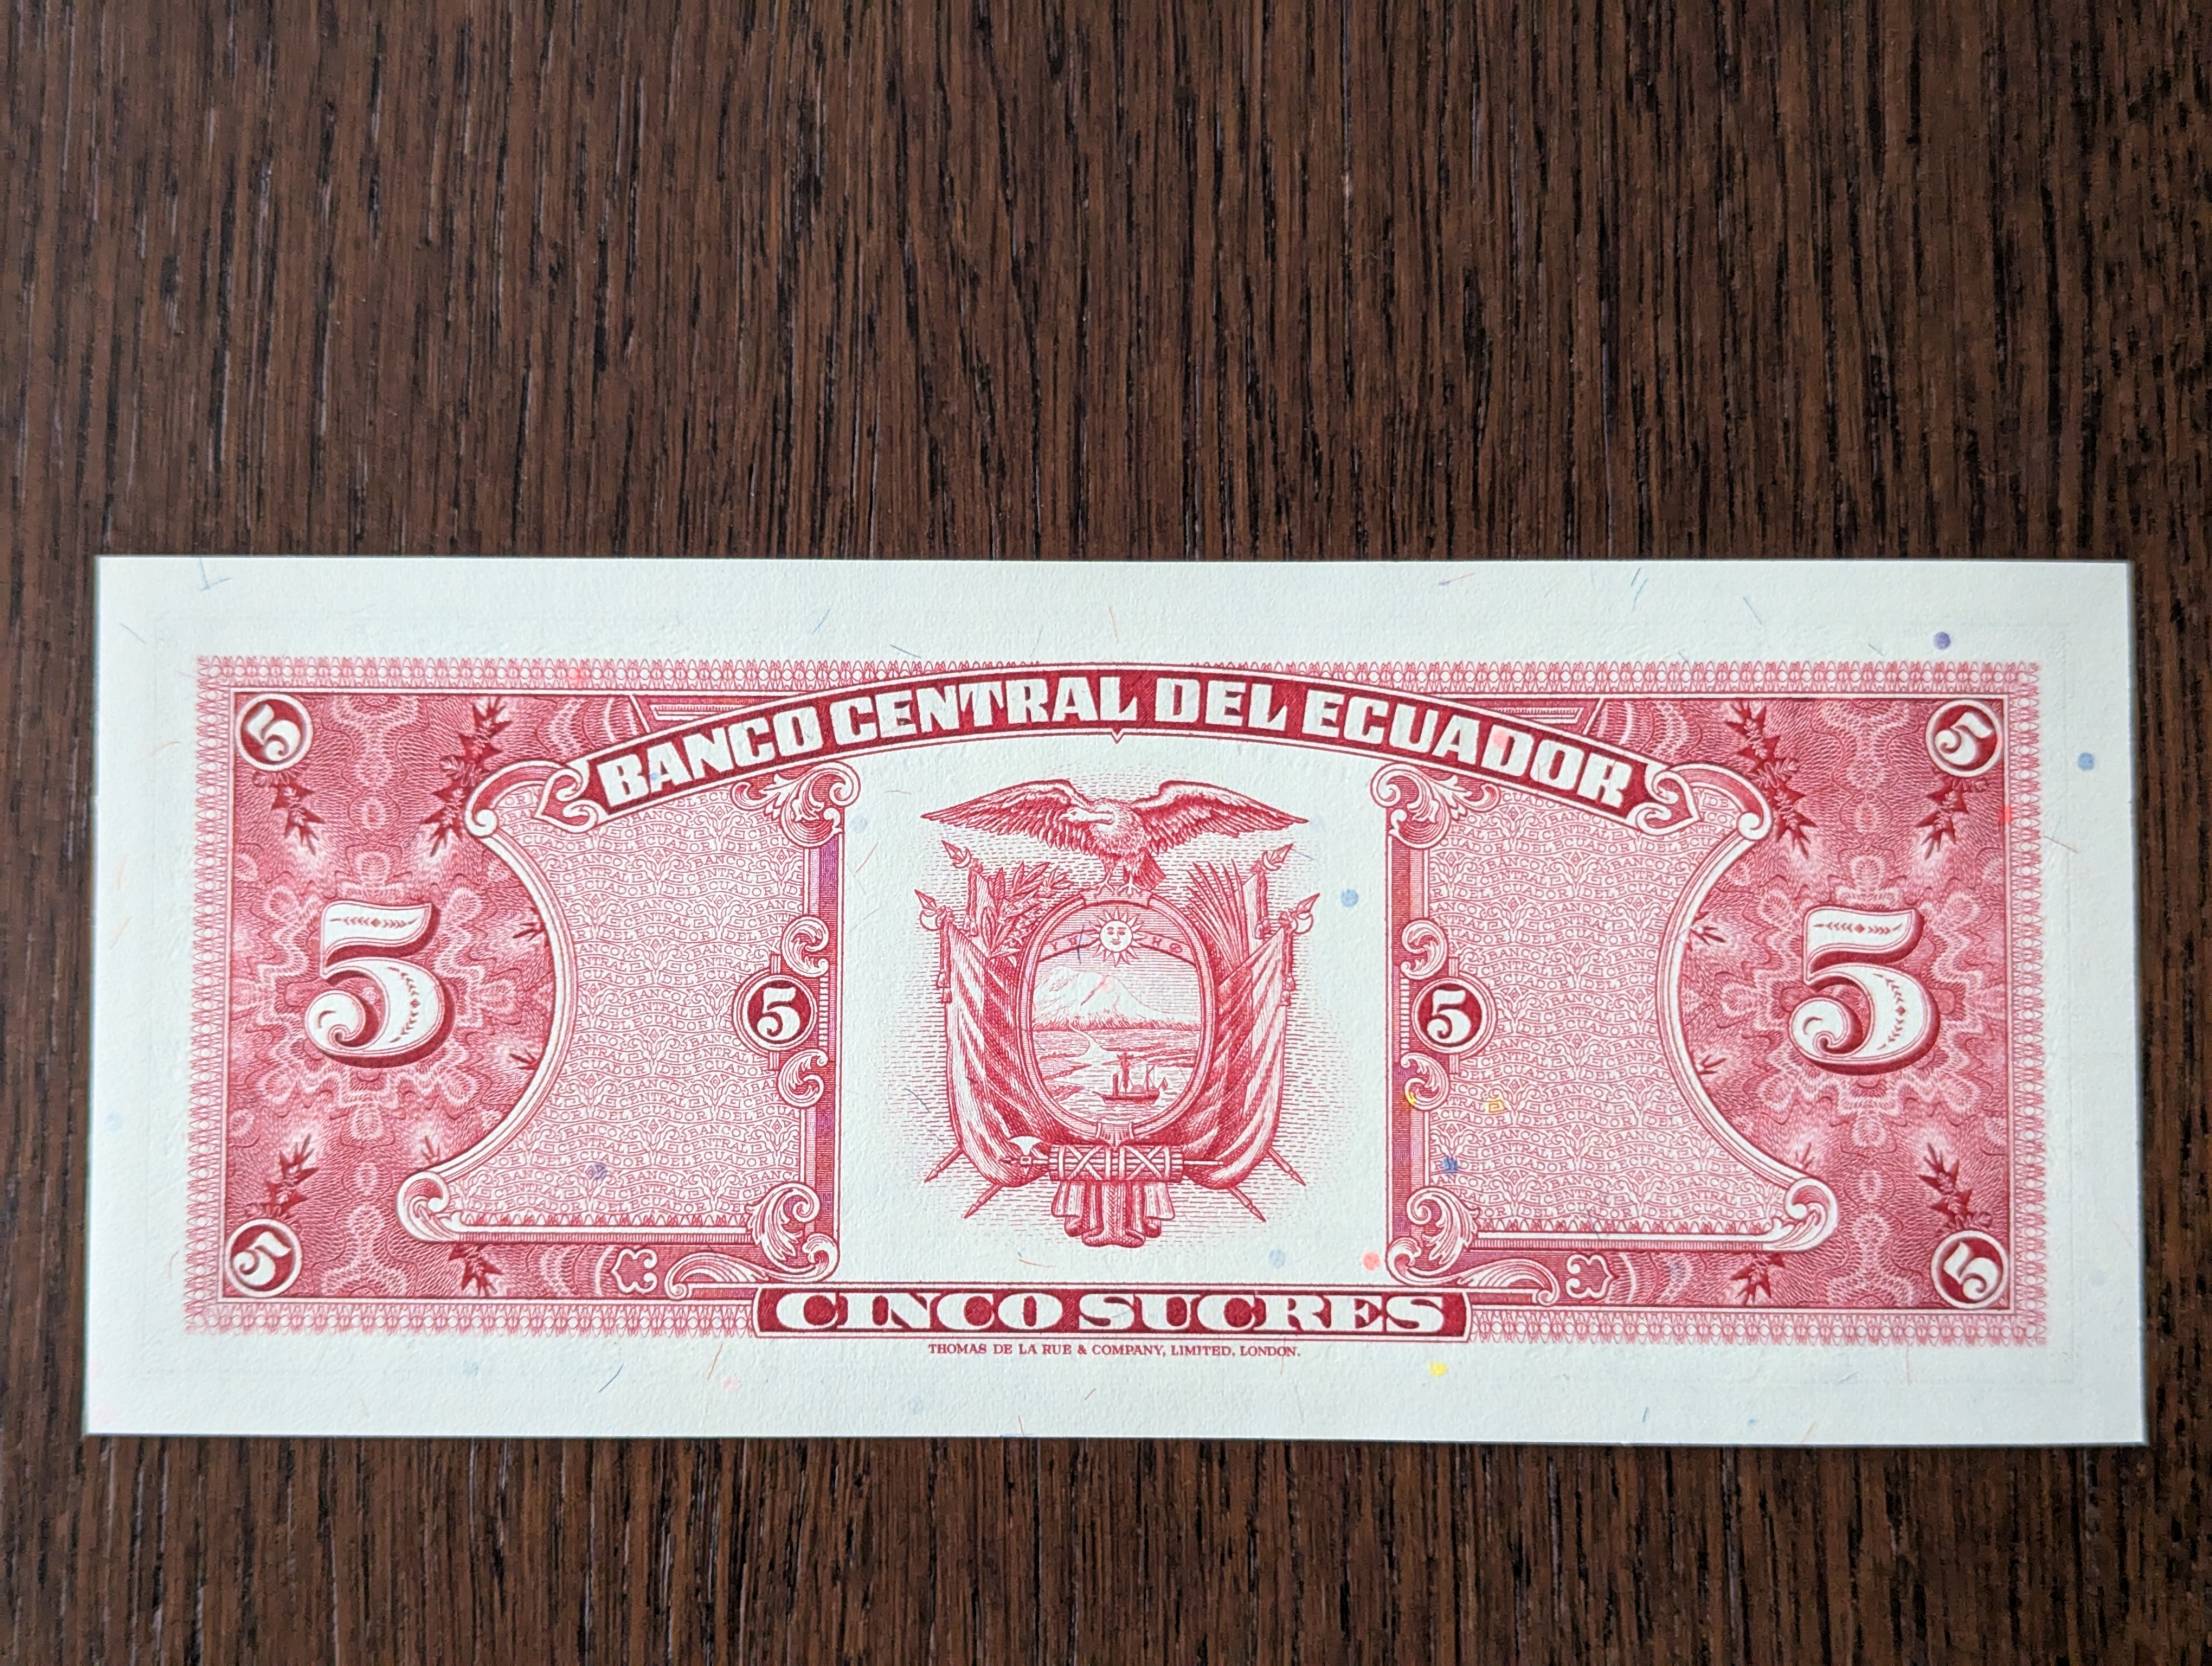 BANCO CENTRAL DEL ECUADOR
5 5
5 5
5 5
5 5
CINCO SUCRES
THOMAS DE LA RUE & COMPANY, LIMITED, LONDON.